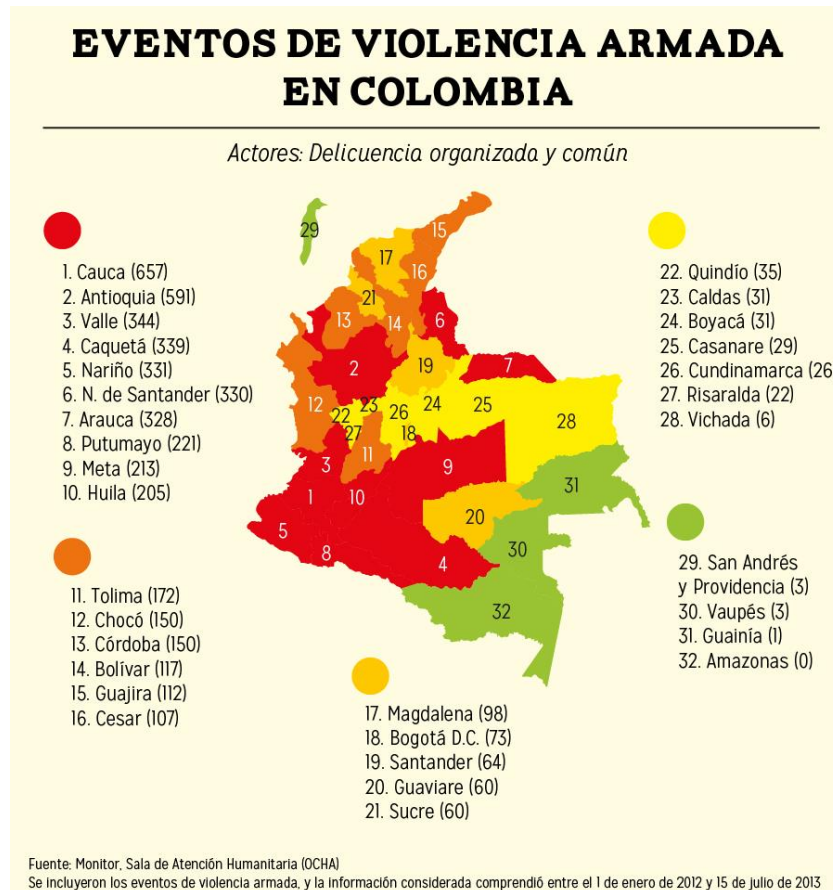 EVENTOS DE VIOLENCIA ARMADA
EN COLOMBIA
Actores: Delicuencia organizada y común
1. Cauca (657)
2. Antioquia (591)
3. Valle (344)
4. Caquetá (339)
5. Nariño (331)
6. N. de Santander (330)
7. Arauca (328)
8. Putumayo (221)
9. Meta (213)
10. Huila (205)
11. Tolima (172)
12. Chocó (150)
13. Córdoba (150)
14. Bolívar (117)
15. Guajira (112)
16. Cesar (107)
29
15
17
16
21
6
13
14
19
7
2
12
22
23
26
24
25
28
27
18
11
3
9
31
1
10
20
5
30
8
4
32
17. Magdalena (98)
18. Bogotá D.C. (73)
19. Santander (64)
20. Guaviare (60)
21. Sucre (60)
22. Quindío (35)
23. Caldas (31)
24. Boyacá (31)
25. Casanare (29)
26. Cundinamarca (26
27. Risaralda (22)
28. Vichada (6)
29. San Andrés
y Providencia (3)
30. Vaupés (3)
31. Guainía (1)
32. Amazonas (0)
Fuente: Monitor, Sala de Atención Humanitaria (OCHA)
Se incluyeron los eventos de violencia armada, y la información considerada comprendió entre el 1 de enero de 2012 y 15 de julio de 2013